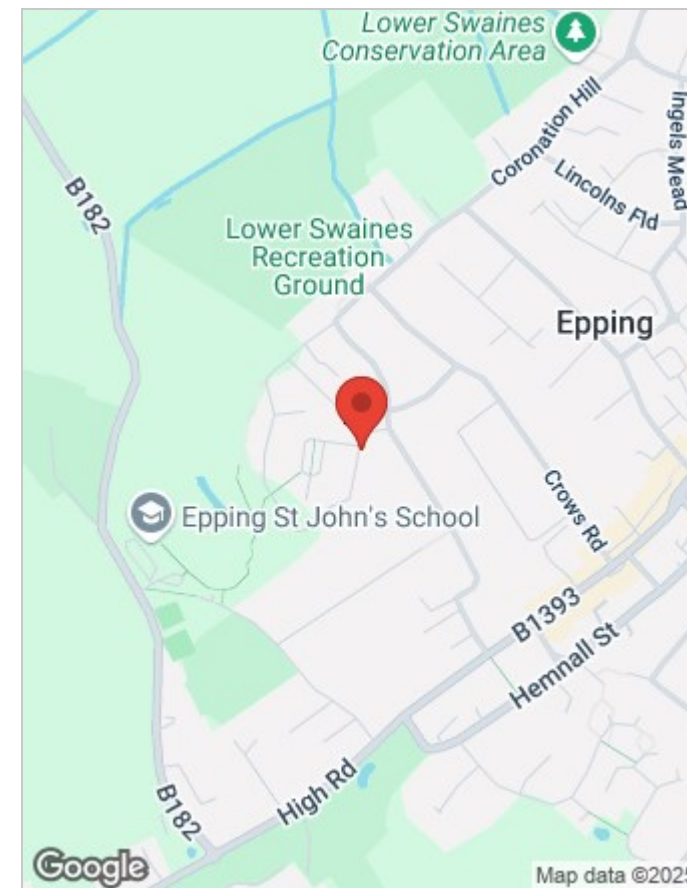 Lower Swaines
Conservation Area
Coronation Hill
Ingels Mead
Lincolns Fld
B182
Lower Swaines
Recreation
Ground
Epping
Crows Rd
Epping St John's School
B1393
Hemnall St
High Rd
B182
Google
Map data ©2025